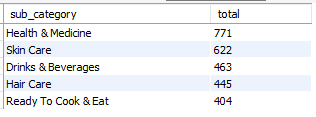 sub_category total
Health & Medicine 771
Skin Care 622
Drinks & Beverages 463
Hair Care 445
Ready To Cook & Eat 404